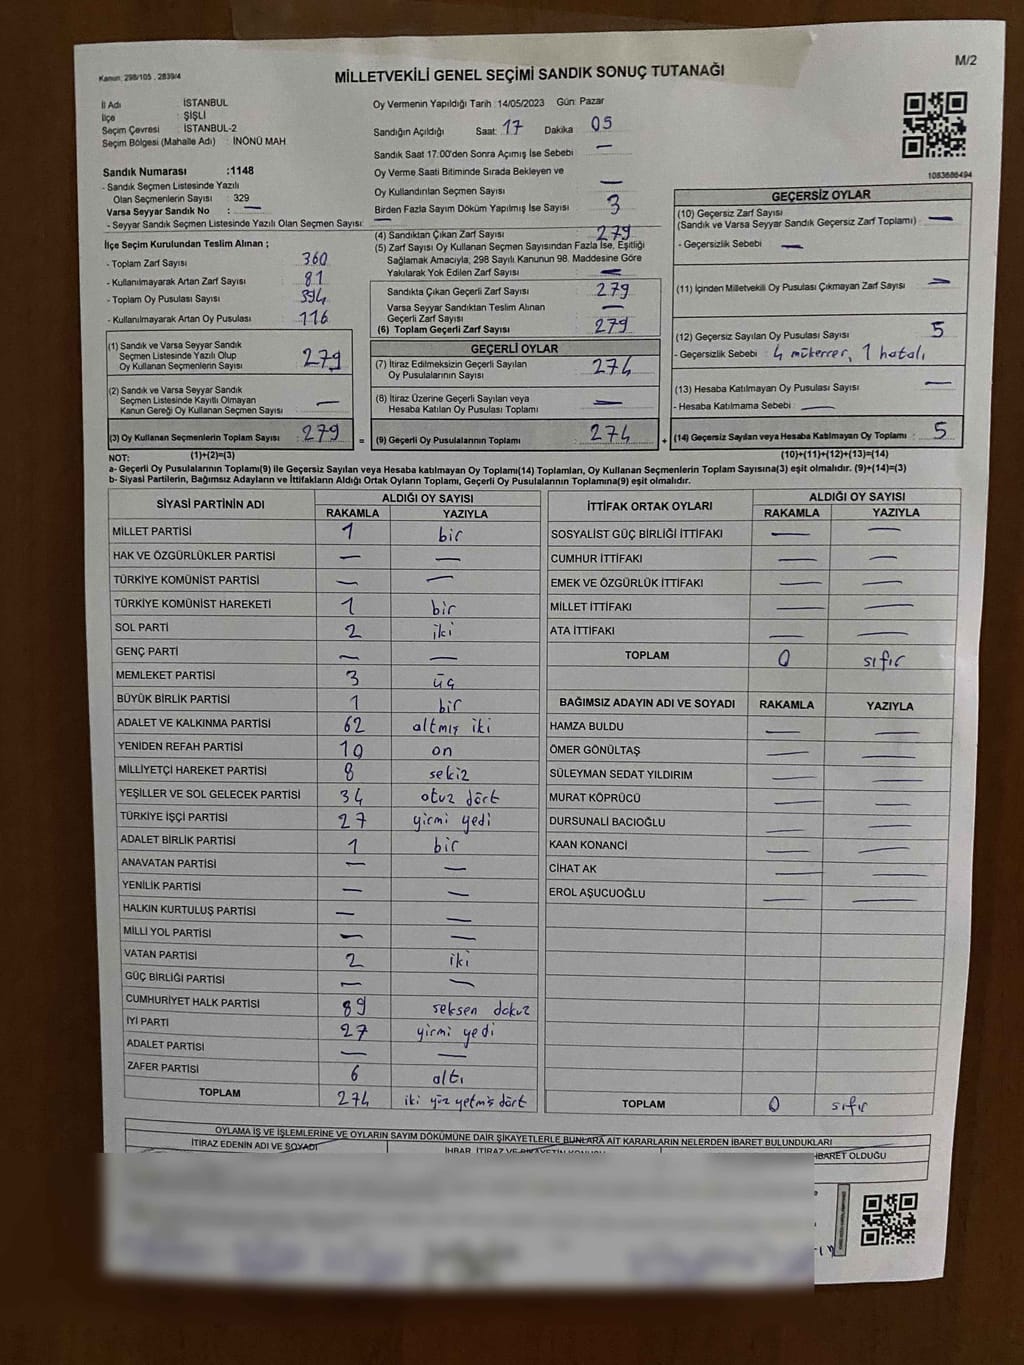 Kanun: 298/105 , 2839/4
MİLLETVEKİLİ GENEL SEÇİMİ SANDIK SONUÇ TUTANAĞI
M/2
İl Adı : İSTANBUL
İlçe : ŞİŞLİ
Seçim Çevresi : İSTANBUL-2
Seçim Bölgesi (Mahalle Adı) : İNÖNÜ MAH
Oy Vermenin Yapıldığı Tarih :14/05/2023 Gün: Pazar
Sandığın Açıldığı Saat: 17 Dakika 05
Sandık Saat 17:00'den Sonra Açımış İse Sebebi : —
Sandık Numarası :1148
- Sandık Seçmen Listesinde Yazılı
Olan Seçmenlerin Sayısı : 329
Varsa Seyyar Sandık No : —
- Seyyar Sandık Seçmen Listesinde Yazılı Olan Seçmen Sayısı: —
Oy Verme Saati Bitiminde Sırada Bekleyen ve
Oy Kullandırılan Seçmen Sayısı : —
Birden Fazla Sayım Döküm Yapılmış İse Sayısı : 3
1083686494
İlçe Seçim Kurulundan Teslim Alınan ;
- Toplam Zarf Sayısı : 360
- Kullanılmayarak Artan Zarf Sayısı : 81
- Toplam Oy Pusulası Sayısı : 394
- Kullanılmayarak Artan Oy Pusulası : 116
(4) Sandıktan Çıkan Zarf Sayısı : 279
(5) Zarf Sayısı Oy Kullanan Seçmen Sayısından Fazla İse, Eşitliği
Sağlamak Amacıyla, 298 Sayılı Kanunun 98. Maddesine Göre
Yakılarak Yok Edilen Zarf Sayısı : —
Sandıkta Çıkan Geçerli Zarf Sayısı : 279
Varsa Seyyar Sandıktan Teslim Alınan
Geçerli Zarf Sayısı : —
(6) Toplam Geçerli Zarf Sayısı : 279
GEÇERSİZ OYLAR
(10) Geçersiz Zarf Sayısı
(Sandık ve Varsa Seyyar Sandık Geçersiz Zarf Toplamı) : —
- Geçersizlik Sebebi : —
(11) İçinden Milletvekili Oy Pusulası Çıkmayan Zarf Sayısı : —
(12) Geçersiz Sayılan Oy Pusulası Sayısı : 5
- Geçersizlik Sebebi : 4 mükerrer, 1 hatalı
(13) Hesaba Katılmayan Oy Pusulası Sayısı : —
- Hesaba Katılmama Sebebi : —
(14) Geçersiz Sayılan veya Hesaba Katılmayan Oy Toplamı : 5
(1) Sandık ve Varsa Seyyar Sandık
Seçmen Listesinde Yazılı Olup
Oy Kullanan Seçmenlerin Sayısı : 279
(2) Sandık ve Varsa Seyyar Sandık
Seçmen Listesinde Kayıtlı Olmayan
Kanun Gereği Oy Kullanan Seçmen Sayısı : —
(3) Oy Kullanan Seçmenlerin Toplam Sayısı : 279 =
GEÇERLİ OYLAR
(7) İtiraz Edilmeksizin Geçerli Sayılan
Oy Pusulalarının Sayısı : 274
(8) İtiraz Üzerine Geçerli Sayılan veya
Hesaba Katılan Oy Pusulası Toplamı : —
(9) Geçerli Oy Pusulalarının Toplamı : 274 +
NOT: (1)+(2)=(3) (10)+(11)+(12)+(13)=(14)
a- Geçerli Oy Pusulalarının Toplamı(9) ile Geçersiz Sayılan veya Hesaba katılmayan Oy Toplamı(14) Toplamları, Oy Kullanan Seçmenlerin Toplam Sayısına(3) eşit olmalıdır. (9)+(14)=(3)
b- Siyasi Partilerin, Bağımsız Adayların ve İttifakların Aldığı Ortak Oyların Toplamı, Geçerli Oy Pusulalarının Toplamına(9) eşit olmalıdır.
SİYASİ PARTİNİN ADI ALDIĞI OY SAYISI
RAKAMLA YAZIYLA
MİLLET PARTİSİ 1 bir
HAK VE ÖZGÜRLÜKLER PARTİSİ — —
TÜRKİYE KOMÜNİST PARTİSİ — —
TÜRKİYE KOMÜNİST HAREKETİ 1 bir
SOL PARTİ 2 iki
GENÇ PARTİ — —
MEMLEKET PARTİSİ 3 üç
BÜYÜK BİRLİK PARTİSİ 1 bir
ADALET VE KALKINMA PARTİSİ 62 altmış iki
YENİDEN REFAH PARTİSİ 10 on
MİLLİYETÇİ HAREKET PARTİSİ 8 sekiz
YEŞİLLER VE SOL GELECEK PARTİSİ 34 otuz dört
TÜRKİYE İŞÇİ PARTİSİ 27 yirmi yedi
ADALET BİRLİK PARTİSİ 1 bir
ANAVATAN PARTİSİ — —
YENİLİK PARTİSİ — —
HALKIN KURTULUŞ PARTİSİ — —
MİLLİ YOL PARTİSİ — —
VATAN PARTİSİ 2 iki
GÜÇ BİRLİĞİ PARTİSİ — —
CUMHURİYET HALK PARTİSİ 89 seksen dokuz
İYİ PARTİ 27 yirmi yedi
ADALET PARTİSİ — —
ZAFER PARTİSİ 6 altı
TOPLAM 274 iki yüz yetmiş dört
İTTİFAK ORTAK OYLARI ALDIĞI OY SAYISI
RAKAMLA YAZIYLA
SOSYALİST GÜÇ BİRLİĞİ İTTİFAKI — —
CUMHUR İTTİFAKI — —
EMEK VE ÖZGÜRLÜK İTTİFAKI — —
MİLLET İTTİFAKI — —
ATA İTTİFAKI — —
TOPLAM 0 sıfır
BAĞIMSIZ ADAYIN ADI VE SOYADI RAKAMLA YAZIYLA
HAMZA BULDU — —
ÖMER GÖNÜLTAŞ — —
SÜLEYMAN SEDAT YILDIRIM — —
MURAT KÖPRÜCÜ — —
DURSUNALİ BACIOĞLU — —
KAAN KONANCİ — —
CİHAT AK — —
EROL AŞUCUOĞLU — —
TOPLAM 0 sıfır
OYLAMA İŞ VE İŞLEMLERİNE VE OYLARIN SAYIM DÖKÜMÜNE DAİR ŞİKAYETLERLE BUNLARA AİT KARARLARIN NELERDEN İBARET BULUNDUKLARI
İTİRAZ EDENİN ADI VE SOYADI
İHBAR, İTİRAZ VE ŞİKAYETİN KONUSU
İBARET OLDUĞU